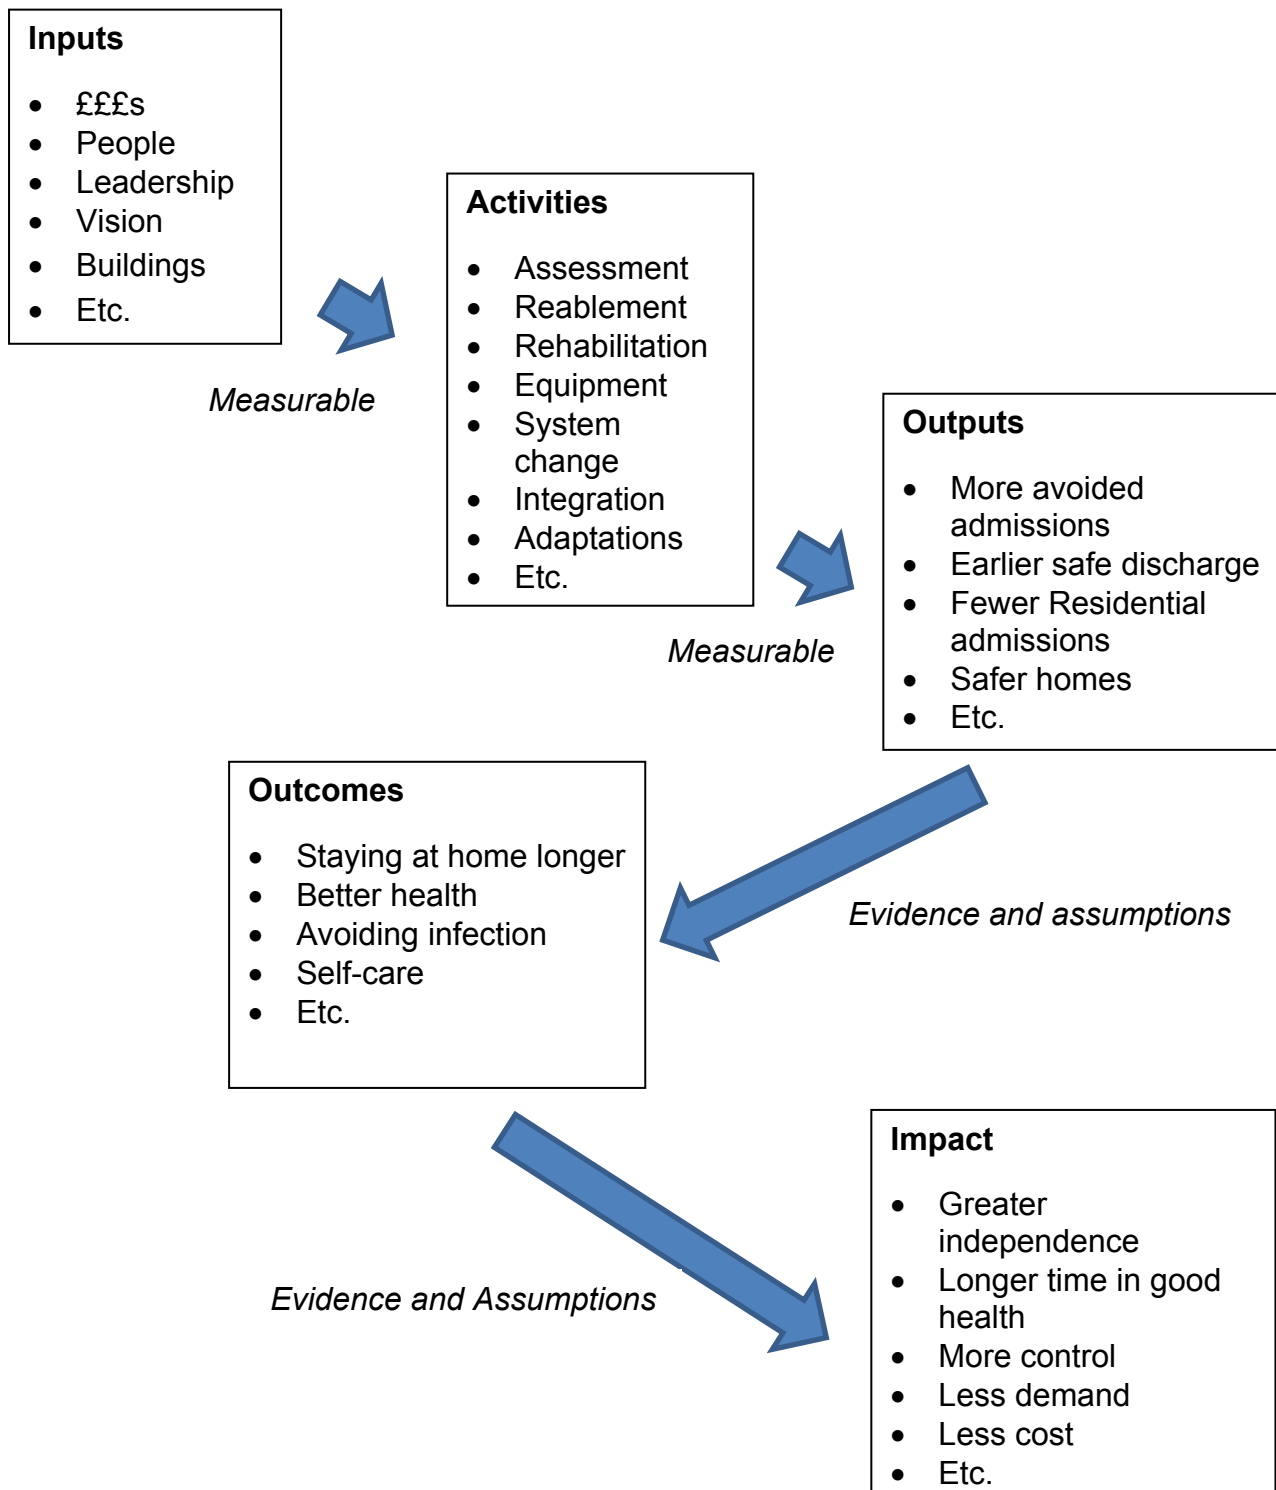 Inputs
• £££s
• People
• Leadership
• Vision
• Buildings
• Etc.
Measurable
Activities
• Assessment
• Reablement
• Rehabilitation
• Equipment
• System
change
• Integration
• Adaptations
• Etc.
Measurable
Outputs
• More avoided
admissions
• Earlier safe discharge
• Fewer Residential
admissions
• Safer homes
• Etc.
Evidence and assumptions
Outcomes
• Staying at home longer
• Better health
• Avoiding infection
• Self-care
• Etc.
Evidence and Assumptions
Impact
• Greater
independence
• Longer time in good
health
• More control
• Less demand
• Less cost
• Etc.